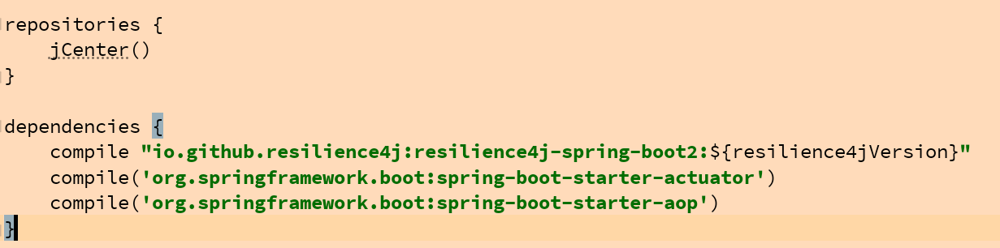 repositories {
    jCenter()
}
dependencies {
    compile "io.github.resilience4j:resilience4j-spring-boot2:${resilience4jVersion}"
    compile('org.springframework.boot:spring-boot-starter-actuator')
    compile('org.springframework.boot:spring-boot-starter-aop')
}